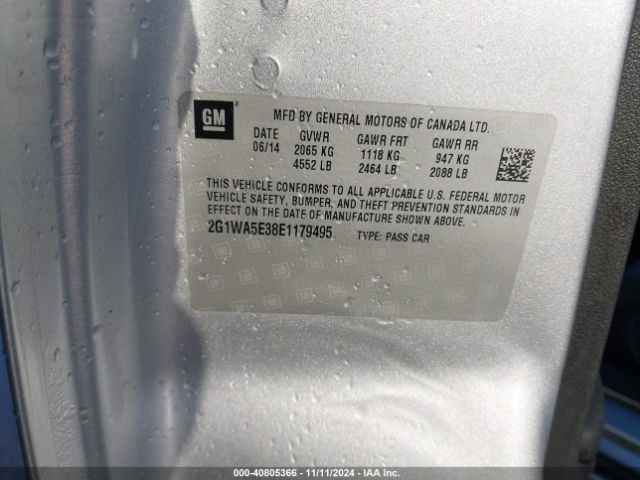 GM
MFD BY GENERAL MOTORS OF CANADA LTD.
DATE GVWR GAWR FRT GAWR RR
06/14 2065 KG 1118 KG 947 KG
4552 LB 2464 LB 2088 LB
THIS VEHICLE CONFORMS TO ALL APPLICABLE U.S. FEDERAL MOTOR
VEHICLE SAFETY, BUMPER, AND THEFT PREVENTION STANDARDS IN
EFFECT ON THE DATE OF MANUFACTURE SHOWN ABOVE.
2G1WA5E38E1179495 TYPE: PASS CAR
000-40805366 - 11/11/2024 - IAA Inc.